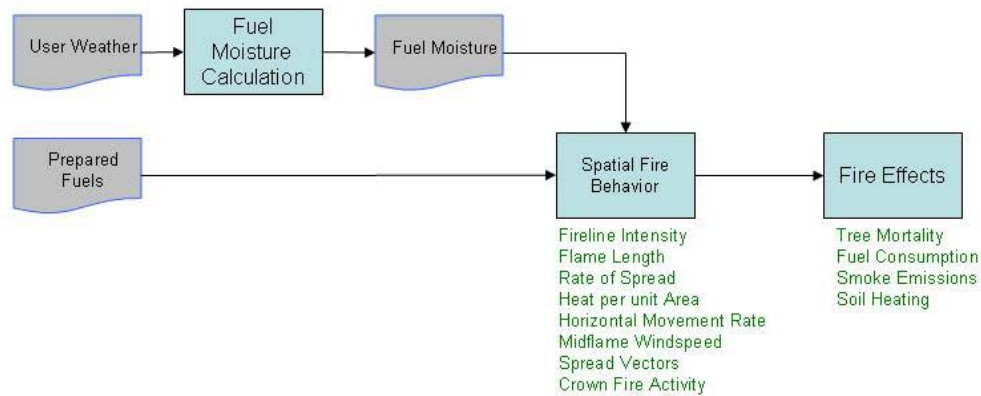 User Weather
Fuel
Moisture
Calculation
Fuel Moisture
Prepared
Fuels
Spatial Fire
Behavior
Fire Effects
Fireline Intensity
Flame Length
Rate of Spread
Heat per unit Area
Horizontal Movement Rate
Midflame Windspeed
Spread Vectors
Crown Fire Activity
Tree Mortality
Fuel Consumption
Smoke Emissions
Soil Heating